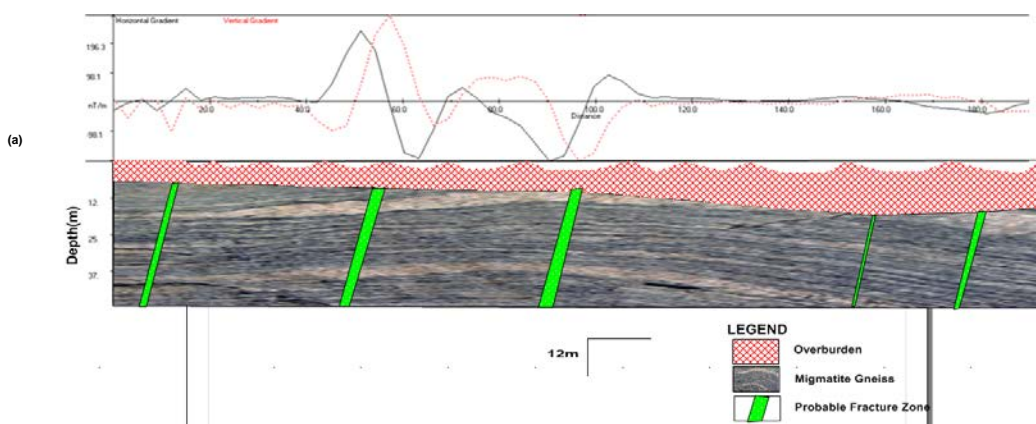 Horizontal Gradient Vertical Gradient
196.3
98.1
nT/m 20.0 40.0 60.0 80.0 100.0 120.0 140.0 160.0 180.0
Distance
-98.1
(a)
12.
25.
37.
Depth(m)
LEGEND
12m
Overburden
Migmatite Gneiss
Probable Fracture Zone